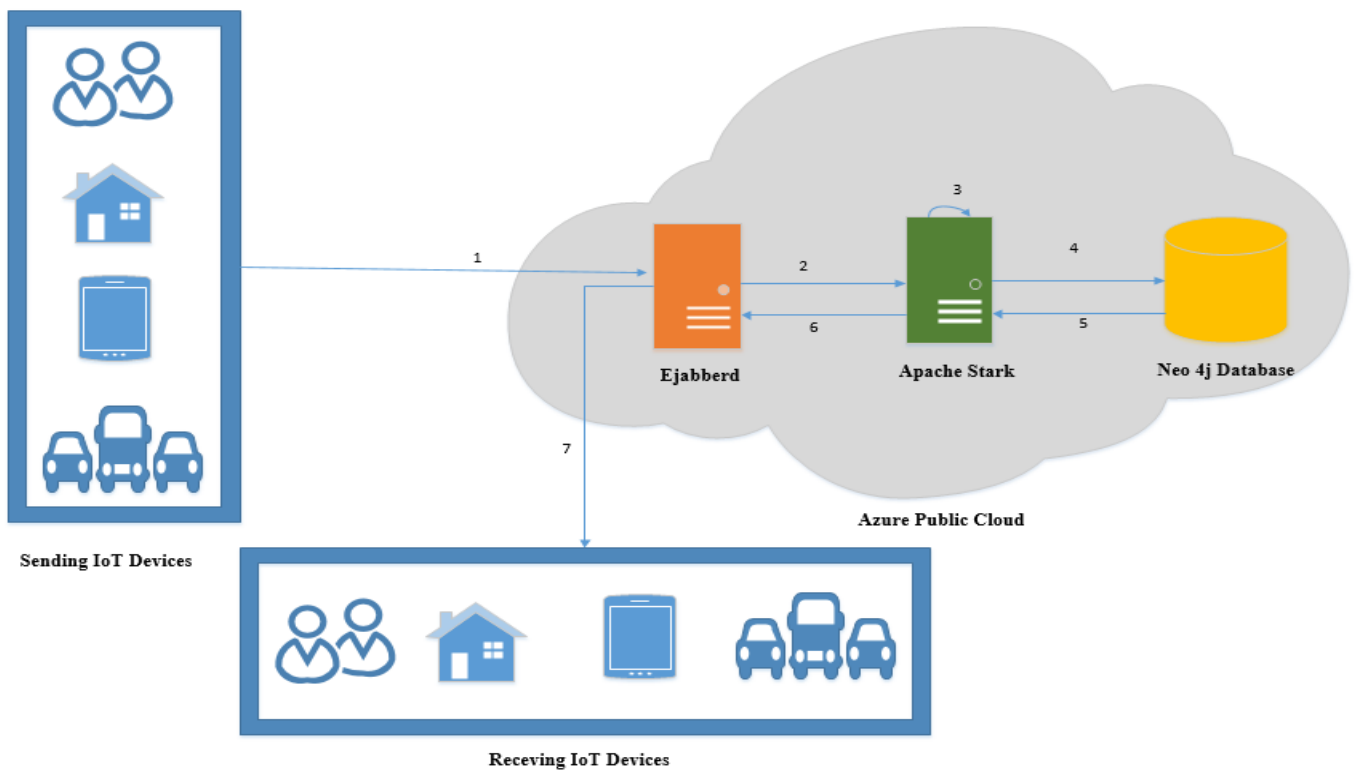 3
1
2
4
6
5
Ejabberd
Apache Stark
Neo 4j Database
7
Azure Public Cloud
Sending IoT Devices
Receving IoT Devices